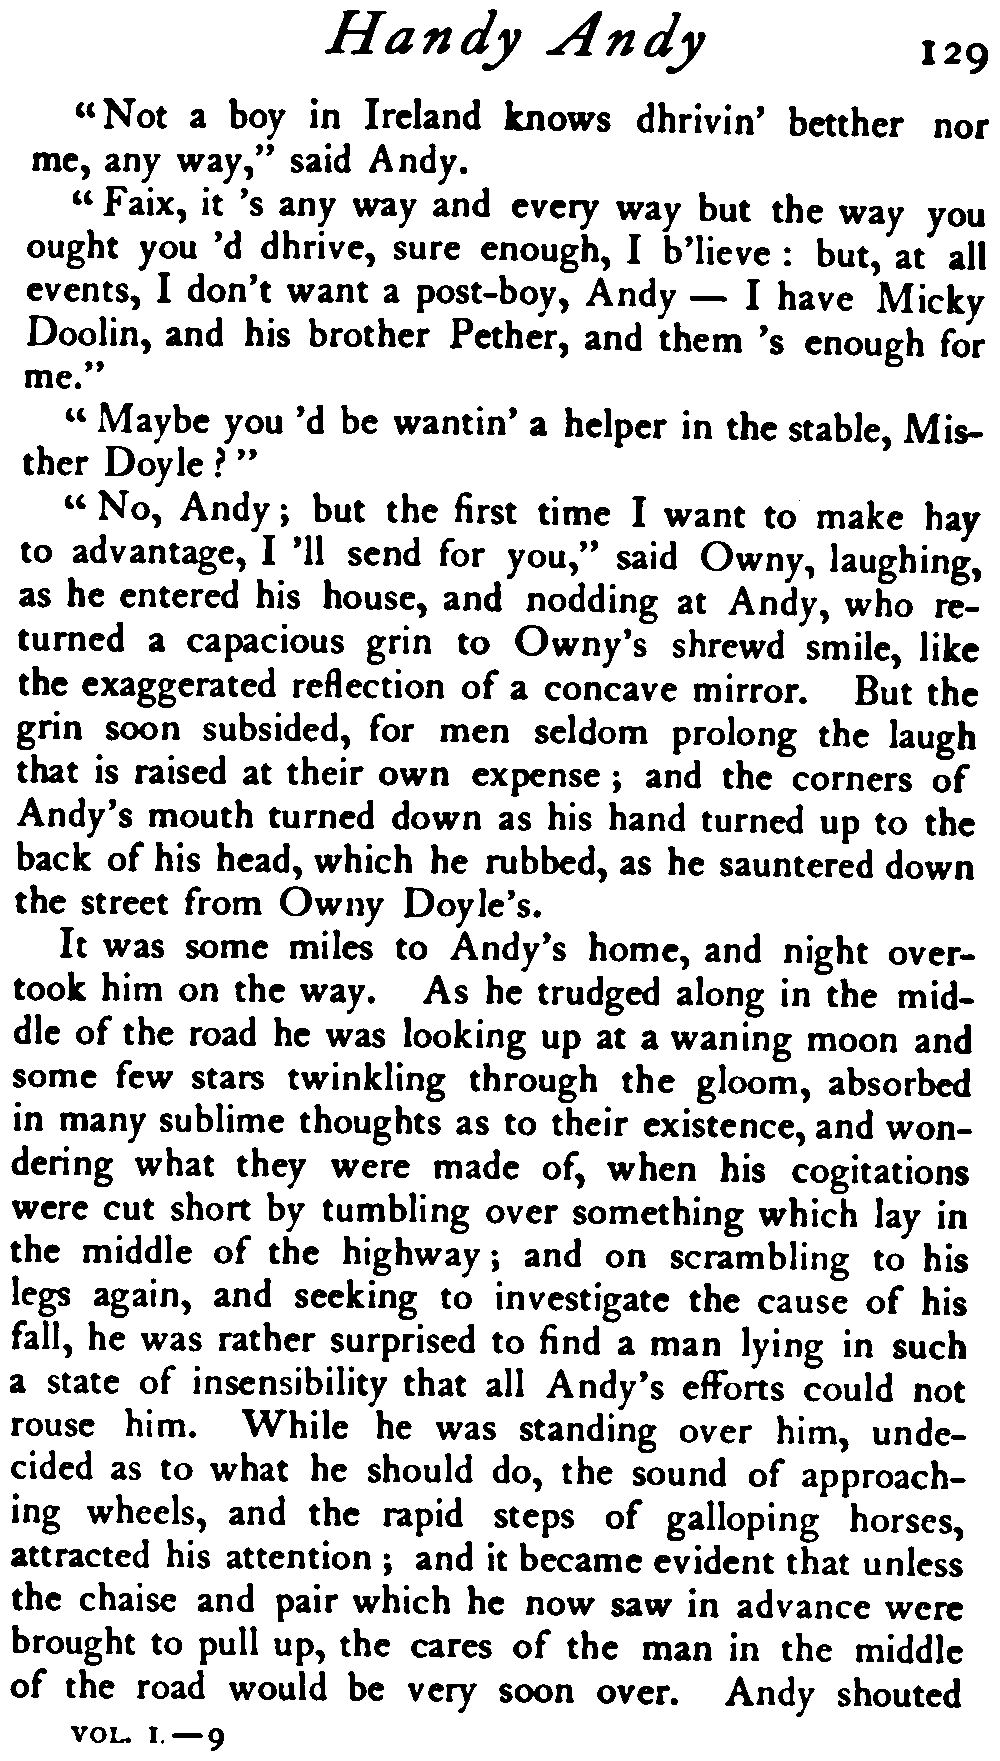 Handy Andy 129
"Not a boy in Ireland knows dhrivin' betther nor
me, any way," said Andy.
"Faix, it 's any way and every way but the way you
ought you 'd dhrive, sure enough, I b'lieve : but, at all
events, I don't want a post-boy, Andy — I have Micky
Doolin, and his brother Pether, and them 's enough for
me."
"Maybe you 'd be wantin' a helper in the stable, Mis-
ther Doyle ?"
"No, Andy ; but the first time I want to make hay
to advantage, I 'll send for you," said Owny, laughing,
as he entered his house, and nodding at Andy, who re-
turned a capacious grin to Owny's shrewd smile, like
the exaggerated reflection of a concave mirror. But the
grin soon subsided, for men seldom prolong the laugh
that is raised at their own expense ; and the corners of
Andy's mouth turned down as his hand turned up to the
back of his head, which he rubbed, as he sauntered down
the street from Owny Doyle's.
It was some miles to Andy's home, and night over-
took him on the way. As he trudged along in the mid-
dle of the road he was looking up at a waning moon and
some few stars twinkling through the gloom, absorbed
in many sublime thoughts as to their existence, and won-
dering what they were made of, when his cogitations
were cut short by tumbling over something which lay in
the middle of the highway ; and on scrambling to his
legs again, and seeking to investigate the cause of his
fall, he was rather surprised to find a man lying in such
a state of insensibility that all Andy's efforts could not
rouse him. While he was standing over him, unde-
cided as to what he should do, the sound of approach-
ing wheels, and the rapid steps of galloping horses,
attracted his attention ; and it became evident that unless
the chaise and pair which he now saw in advance were
brought to pull up, the cares of the man in the middle
of the road would be very soon over. Andy shouted
VOL. I.—9